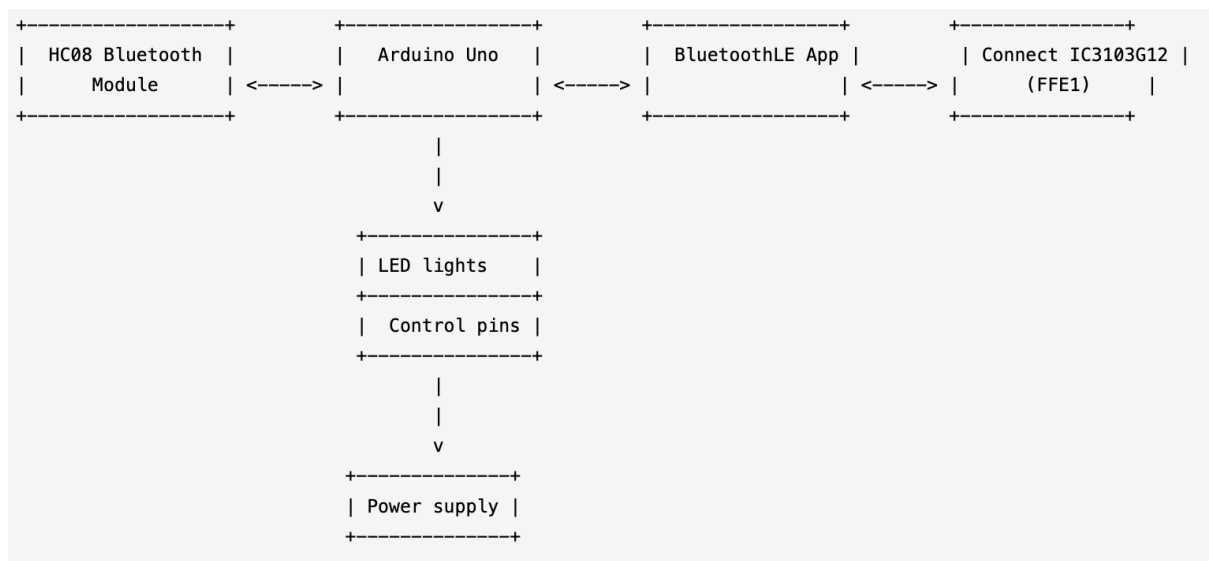 HC08 Bluetooth Module
Arduino Uno
BluetoothLE App
Connect IC3103G12 (FFE1)
LED lights
Control pins
Power supply